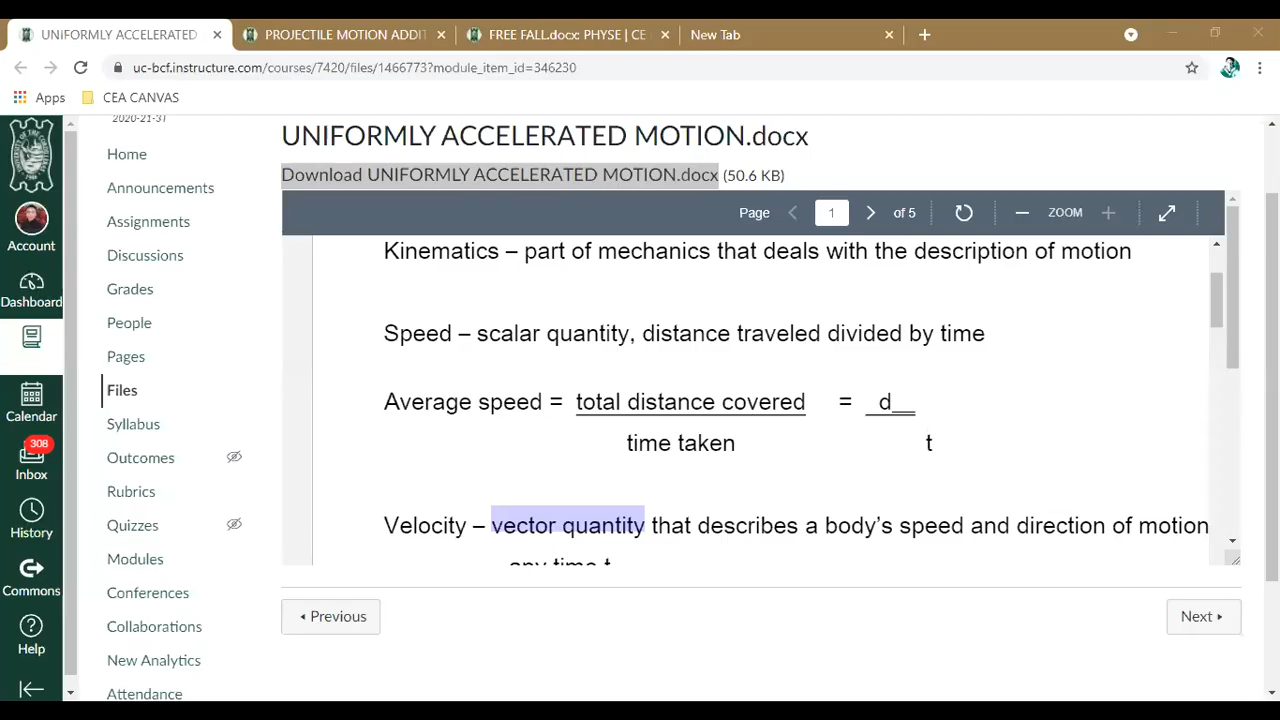 UNIFORMLY ACCELERATED
PROJECTILE MOTION ADDIT
FREE FALL.docx: PHYSE | CE
New Tab
uc-bcf.instructure.com/courses/7420/files/1466773?module_item_id=346230
Apps
CEA CANVAS
2020-21-31
Home
Announcements
Assignments
Discussions
Grades
People
Pages
Files
Syllabus
Outcomes
Rubrics
Quizzes
Modules
Conferences
Collaborations
New Analytics
Attendance
Account
Dashboard
Calendar
308
Inbox
History
Commons
Help
UNIFORMLY ACCELERATED MOTION.docx
Download UNIFORMLY ACCELERATED MOTION.docx (50.6 KB)
Page 1 of 5 ZOOM
Kinematics – part of mechanics that deals with the description of motion
Speed – scalar quantity, distance traveled divided by time
Average speed = total distance covered = d__
time taken t
Velocity – vector quantity that describes a body’s speed and direction of motion
any time t
Previous
Next